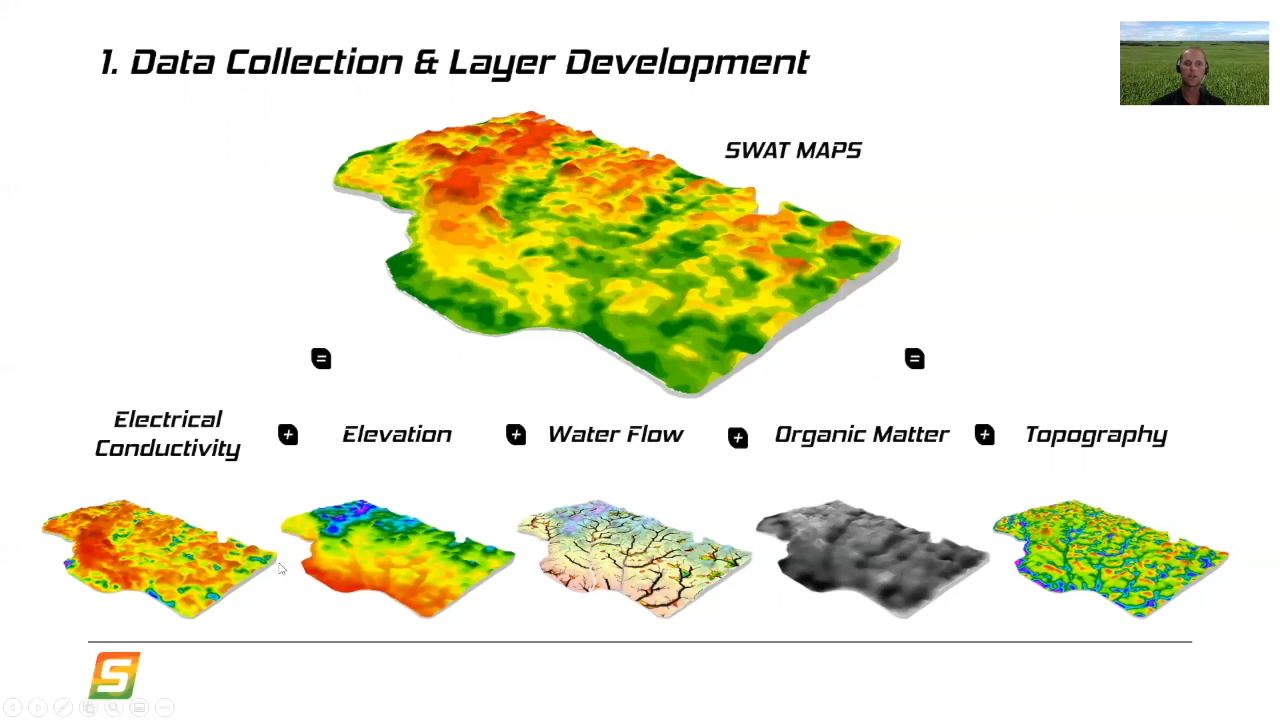 1. Data Collection & Layer Development
SWAT MAPS
= =
Electrical
Conductivity
+ Elevation + Water Flow + Organic Matter + Topography
S